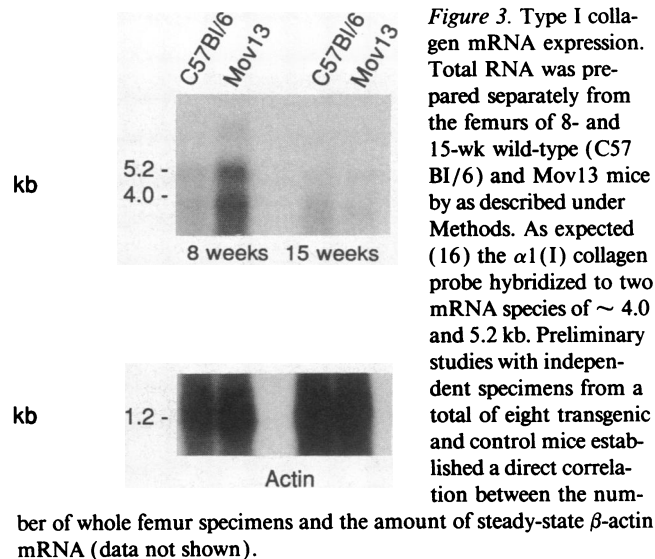 C57Bl/6
Mov13
C57Bl/6
Mov13
kb
5.2 -
4.0 -
8 weeks 15 weeks
kb
1.2 -
Actin
Figure 3. Type I colla-
gen mRNA expression.
Total RNA was pre-
pared separately from
the femurs of 8- and
15-wk wild-type (C57
BI/6) and Mov13 mice
by as described under
Methods. As expected
(16) the α1(I) collagen
probe hybridized to two
mRNA species of ~ 4.0
and 5.2 kb. Preliminary
studies with indepen-
dent specimens from a
total of eight transgenic
and control mice estab-
lished a direct correla-
tion between the num-
ber of whole femur specimens and the amount of steady-state β-actin
mRNA (data not shown).